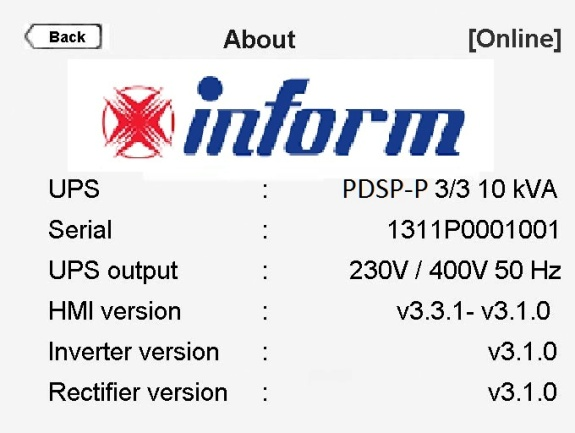 Back About [Online]
inform
UPS : PDSP-P 3/3 10 kVA
Serial : 1311P0001001
UPS output : 230V / 400V 50 Hz
HMI version : v3.3.1- v3.1.0
Inverter version : v3.1.0
Rectifier version : v3.1.0